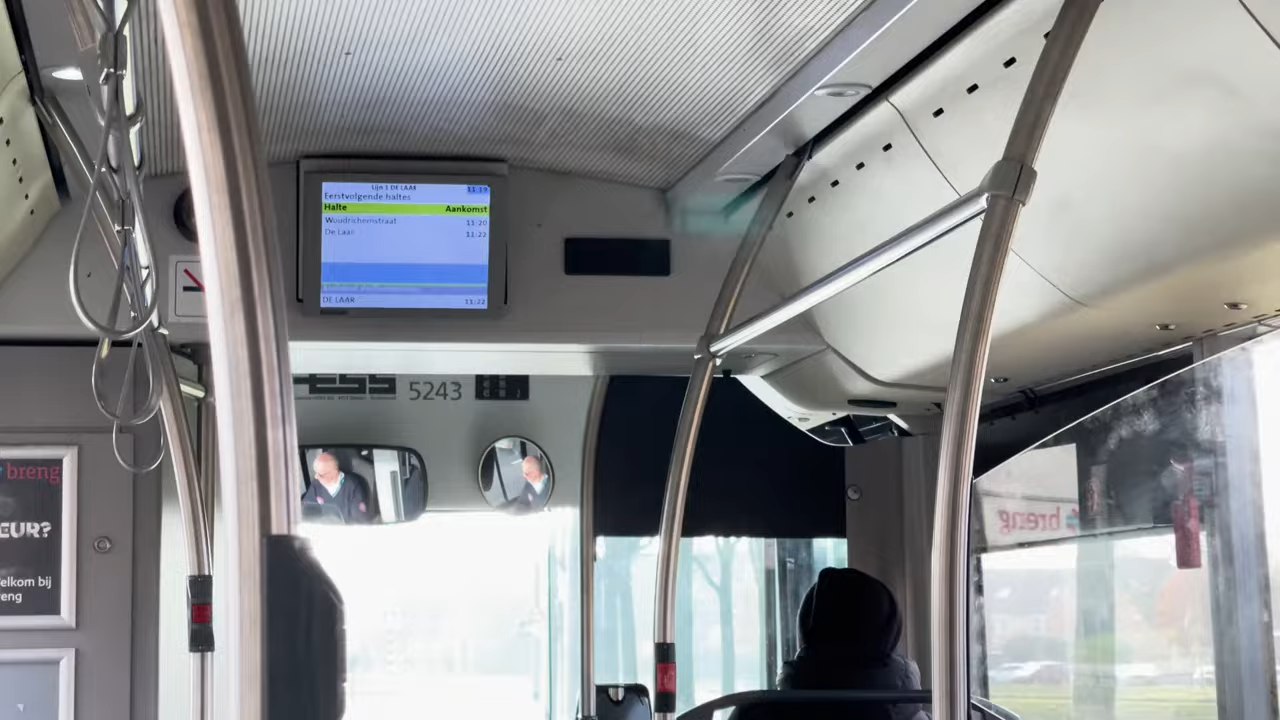 Lijn 1 DE LAAR 11:19
Eerstvolgende haltes
Halte Aankomst
Woudrichemstraat 11:20
De Laar 11:22
DE LAAR 11:22
HESS 5243
breng
EUR?
elkom bij
reng
breng